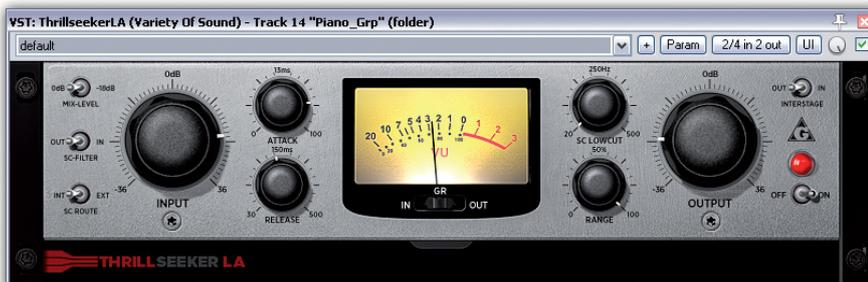 VST: ThrillseekerLA (Variety Of Sound) - Track 14 "Piano_Grp" (folder)
default + Param 2/4 in 2 out UI
0dB -18dB
MIX-LEVEL
OUT IN
SC-FILTER
INT EXT
SC ROUTE
0dB
-36 36
INPUT
13ms
0 100
ATTACK
150ms
30 500
RELEASE
20 10 7 5 4 3 2 1 0 1 2 3
VU
GR
IN OUT
250Hz
20 500
SC LOWCUT
50%
0 100
RANGE
0dB
-36 36
OUTPUT
OUT IN
INTERSTAGE
G
OFF ON
THRILLSEEKER LA